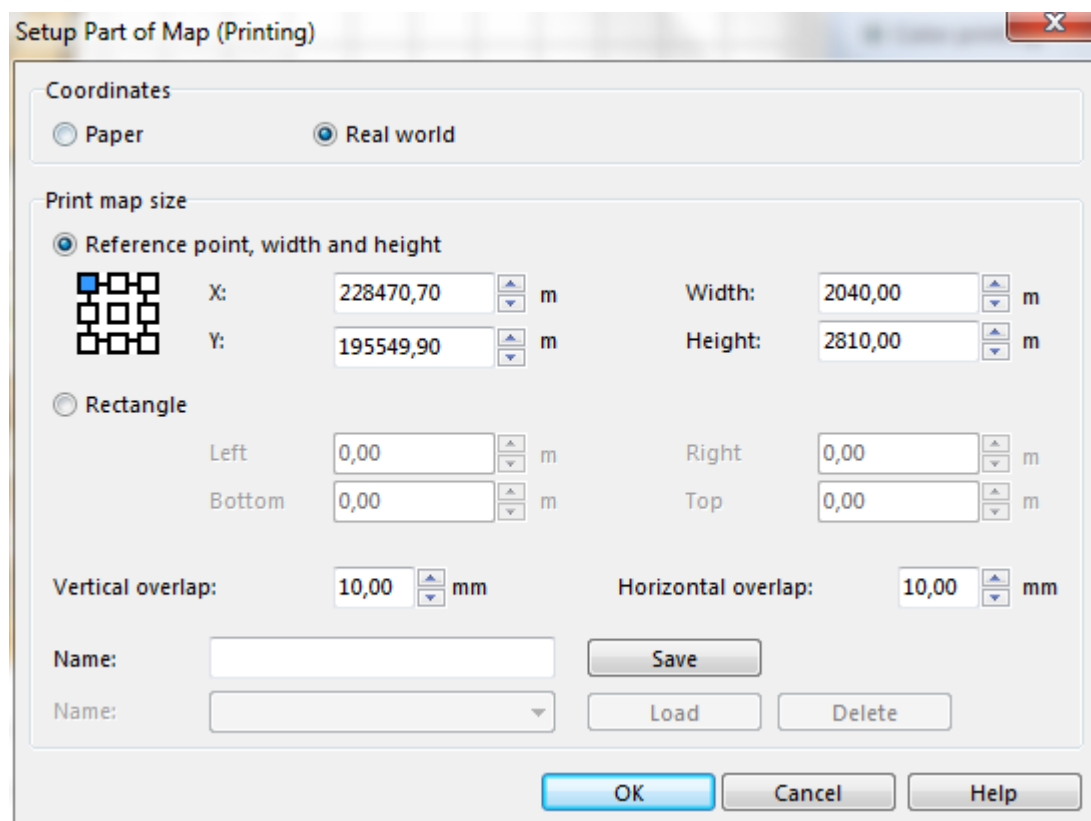 Setup Part of Map (Printing)
Coordinates
Paper Real world
Print map size
Reference point, width and height
X: 228470,70 m Width: 2040,00 m
Y: 195549,90 m Height: 2810,00 m
Rectangle
Left 0,00 m Right 0,00 m
Bottom 0,00 m Top 0,00 m
Vertical overlap: 10,00 mm Horizontal overlap: 10,00 mm
Name: Save
Name: Load Delete
OK Cancel Help